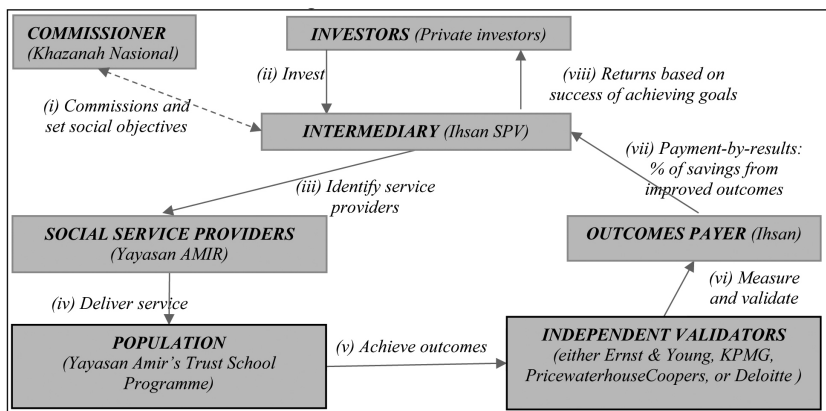 COMMISSIONER
(Khazanah Nasional)
INVESTORS (Private investors)
(ii) Invest
(viii) Returns based on
success of achieving goals
(i) Commissions and
set social objectives
INTERMEDIARY (Ihsan SPV)
(vii) Payment-by-results:
% of savings from
improved outcomes
(iii) Identify service
providers
SOCIAL SERVICE PROVIDERS
(Yayasan AMIR)
OUTCOMES PAYER (Ihsan)
(iv) Deliver service
(vi) Measure
and validate
POPULATION
(Yayasan Amir's Trust School
Programme)
(v) Achieve outcomes
INDEPENDENT VALIDATORS
(either Ernst & Young, KPMG,
PricewaterhouseCoopers, or Deloitte )